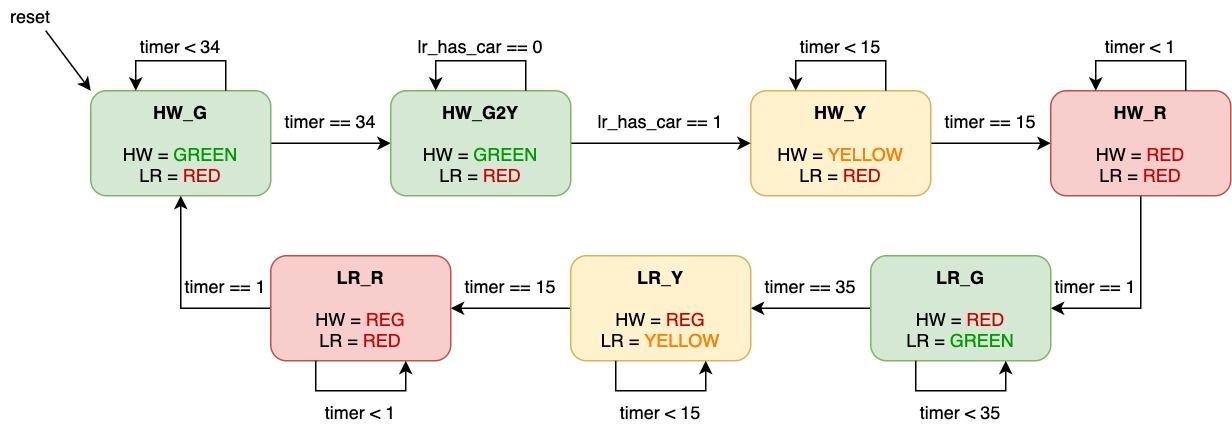 reset
timer < 34
lr_has_car == 0
timer < 15
timer < 1
HW_G
HW = GREEN
LR = RED
timer == 34
HW_G2Y
HW = GREEN
LR = RED
lr_has_car == 1
HW_Y
HW = YELLOW
LR = RED
timer == 15
HW_R
HW = RED
LR = RED
timer == 1
LR_R
HW = REG
LR = RED
timer == 15
LR_Y
HW = REG
LR = YELLOW
timer == 35
LR_G
HW = RED
LR = GREEN
timer == 1
timer < 1
timer < 15
timer < 35